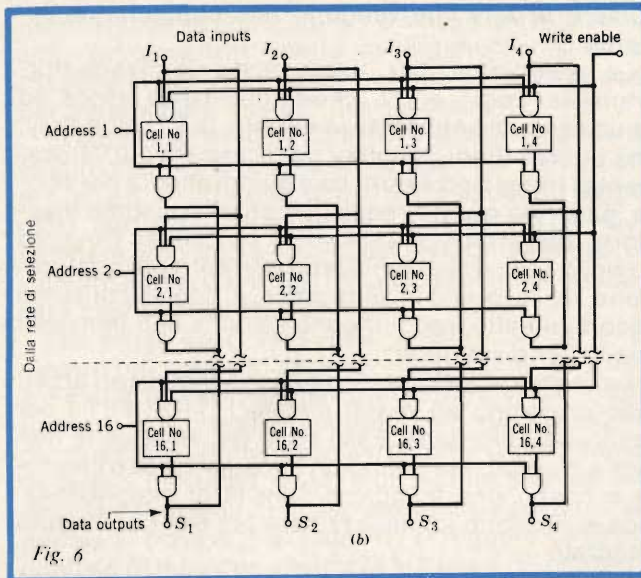 Data inputs
Write enable
I1 I2 I3 I4
Address 1
Cell No. 1, 1
Cell No. 1, 2
Cell No. 1, 3
Cell No. 1, 4
Dalla rete di selezione
Address 2
Cell No 2, 1
Cell No. 2, 2
Cell No. 2, 3
Cell No. 2, 4
Address 16
Cell No 16, 1
Cell No. 16, 2
Cell No. 16, 3
Cell No. 16, 4
Data outputs
S1 S2 S3 S4
(b)
Fig. 6